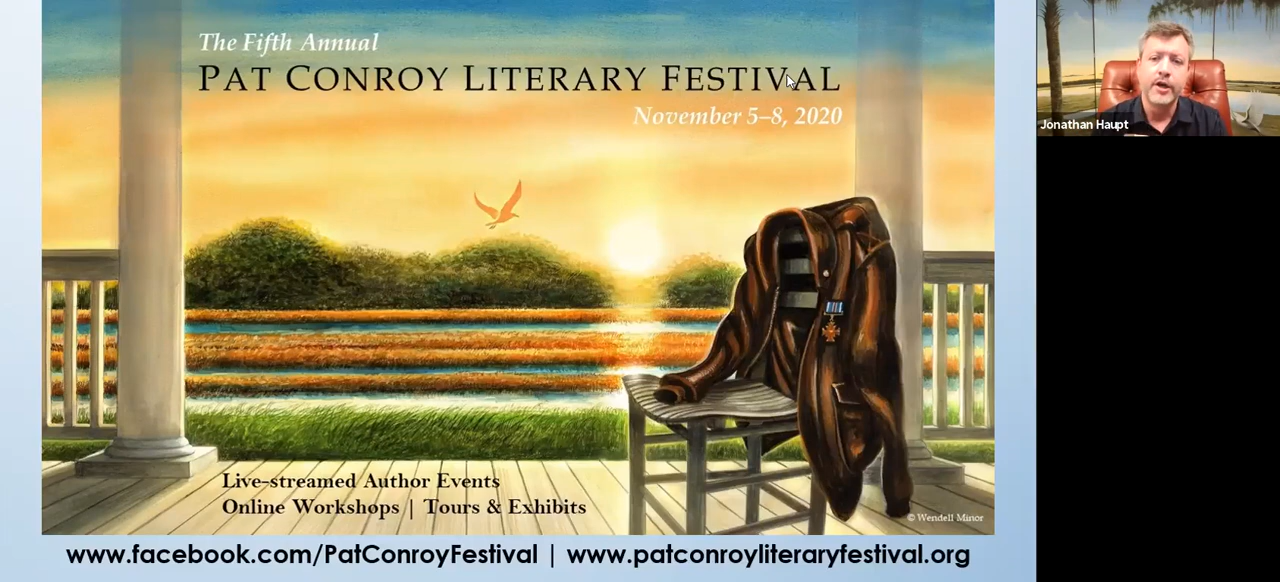 The Fifth Annual
PAT CONROY LITERARY FESTIVAL
November 5–8, 2020
Live-streamed Author Events
Online Workshops | Tours & Exhibits
© Wendell Minor
www.facebook.com/PatConroyFestival | www.patconroyliteraryfestival.org
Jonathan Haupt